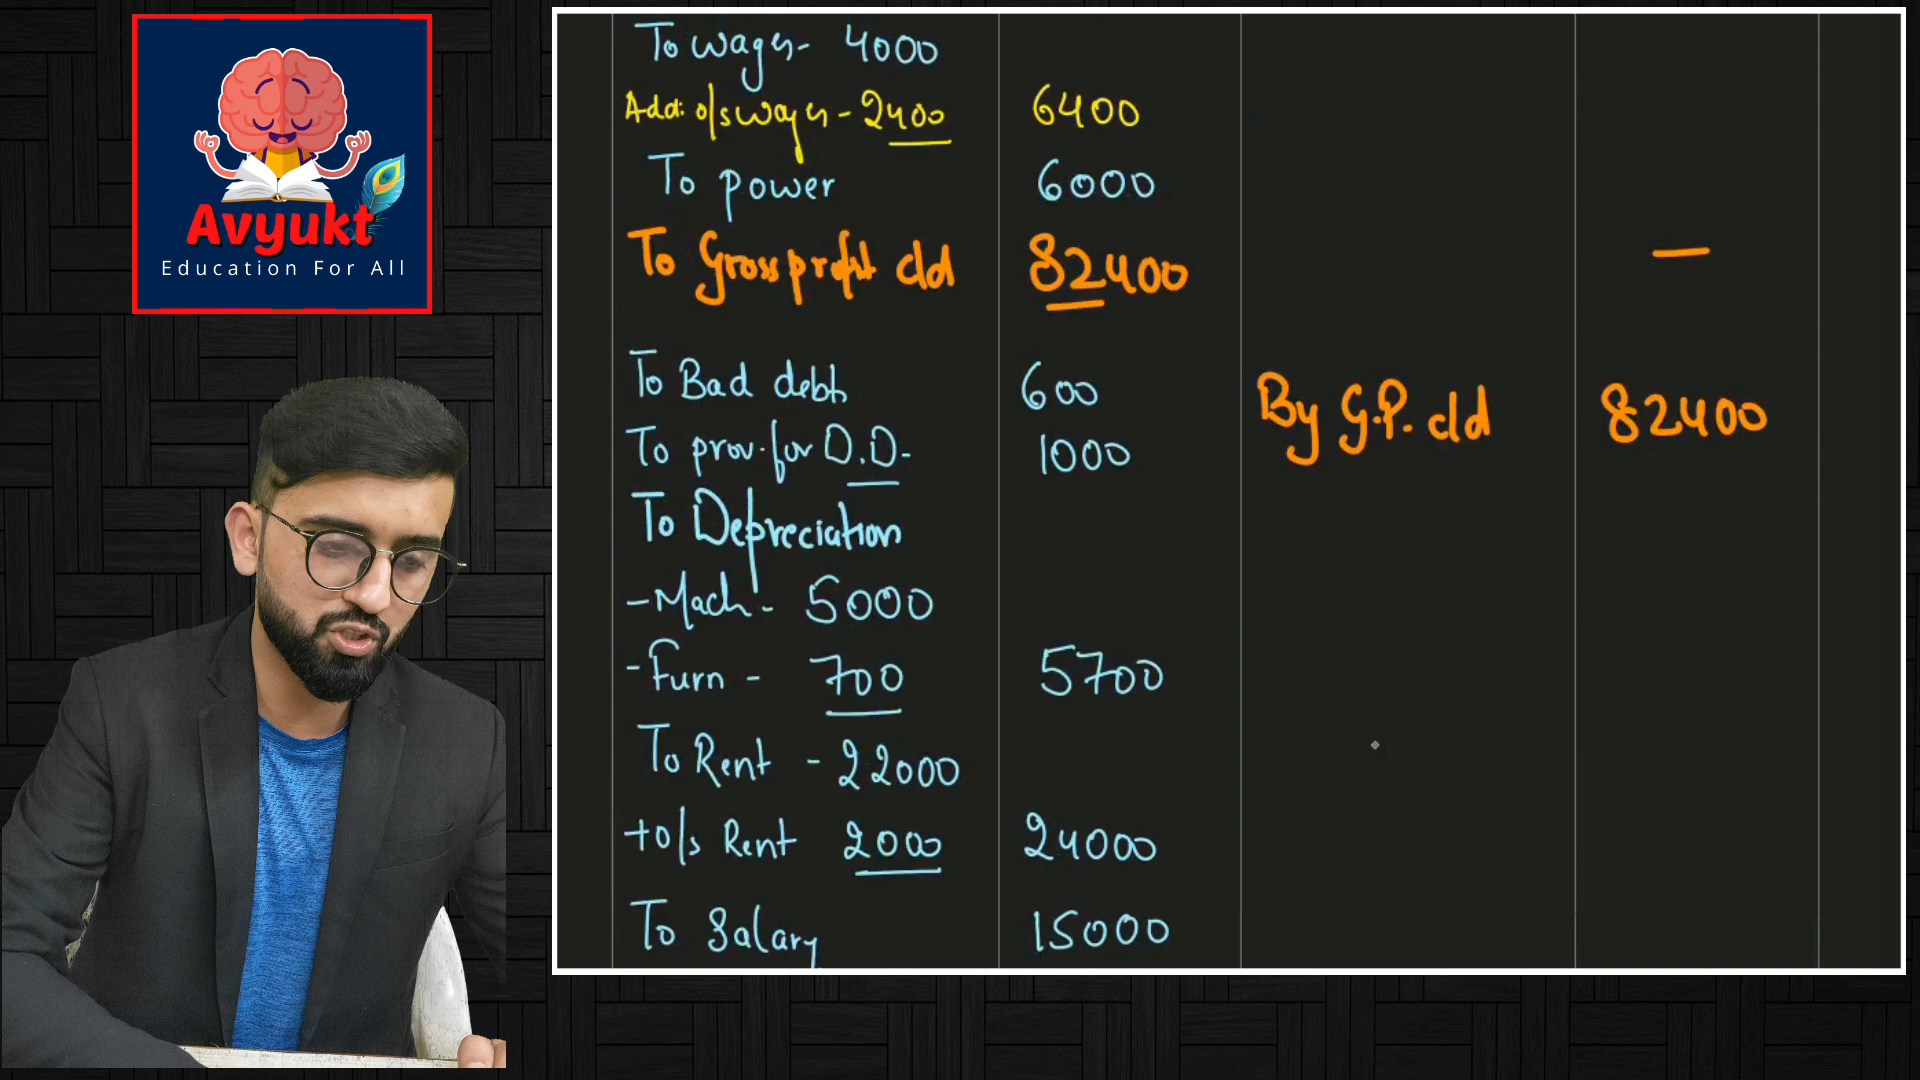 Avyukt
Education For All
To wages- 4000
Add: o/s wages - 2400 6400
To power 6000
To Gross profit c/d 82400 —
To Bad debts 600
By G.P. c/d 82400
To prov. for D.D. - 1000
To Depreciation
- Mach - 5000
- Furn - 700 5700
To Rent - 22000
+ o/s Rent 2000 24000
To Salary 15000